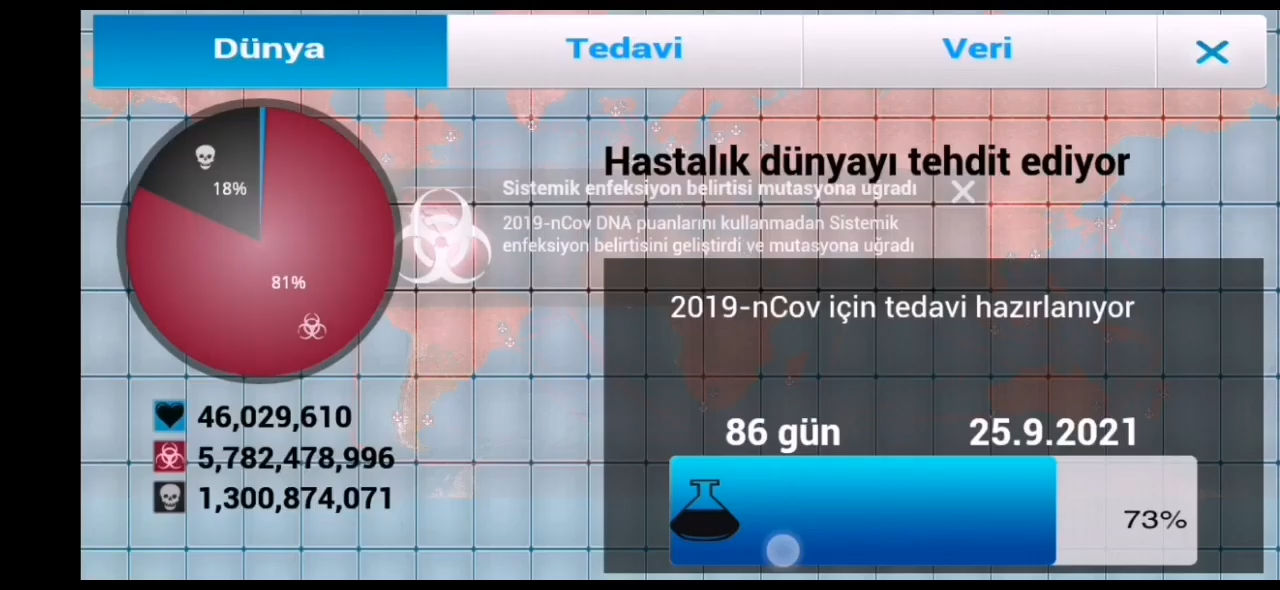 Dünya
Tedavi
Veri
18%
81%
Hastalık dünyayı tehdit ediyor
Sistemik enfeksiyon belirtisi mutasyona uğradı
2019-nCov DNA puanlarını kullanmadan Sistemik
enfeksiyon belirtisini geliştirdi ve mutasyona uğradı
2019-nCov için tedavi hazırlanıyor
86 gün
25.9.2021
73%
46,029,610
5,782,478,996
1,300,874,071